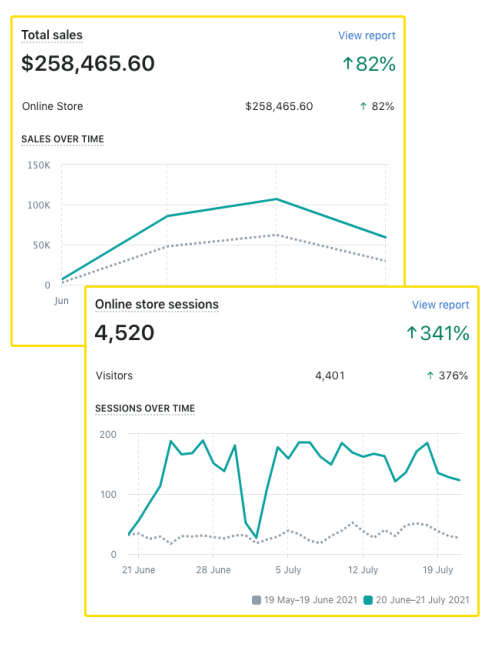 Total sales View report
$258,465.60 ↑82%
Online Store $258,465.60 ↑ 82%
SALES OVER TIME
150K
100K
50K
0
Jun
Online store sessions View report
4,520 ↑341%
Visitors 4,401 ↑ 376%
SESSIONS OVER TIME
200
100
0
21 June 28 June 5 July 12 July 19 July
19 May–19 June 2021 20 June–21 July 2021